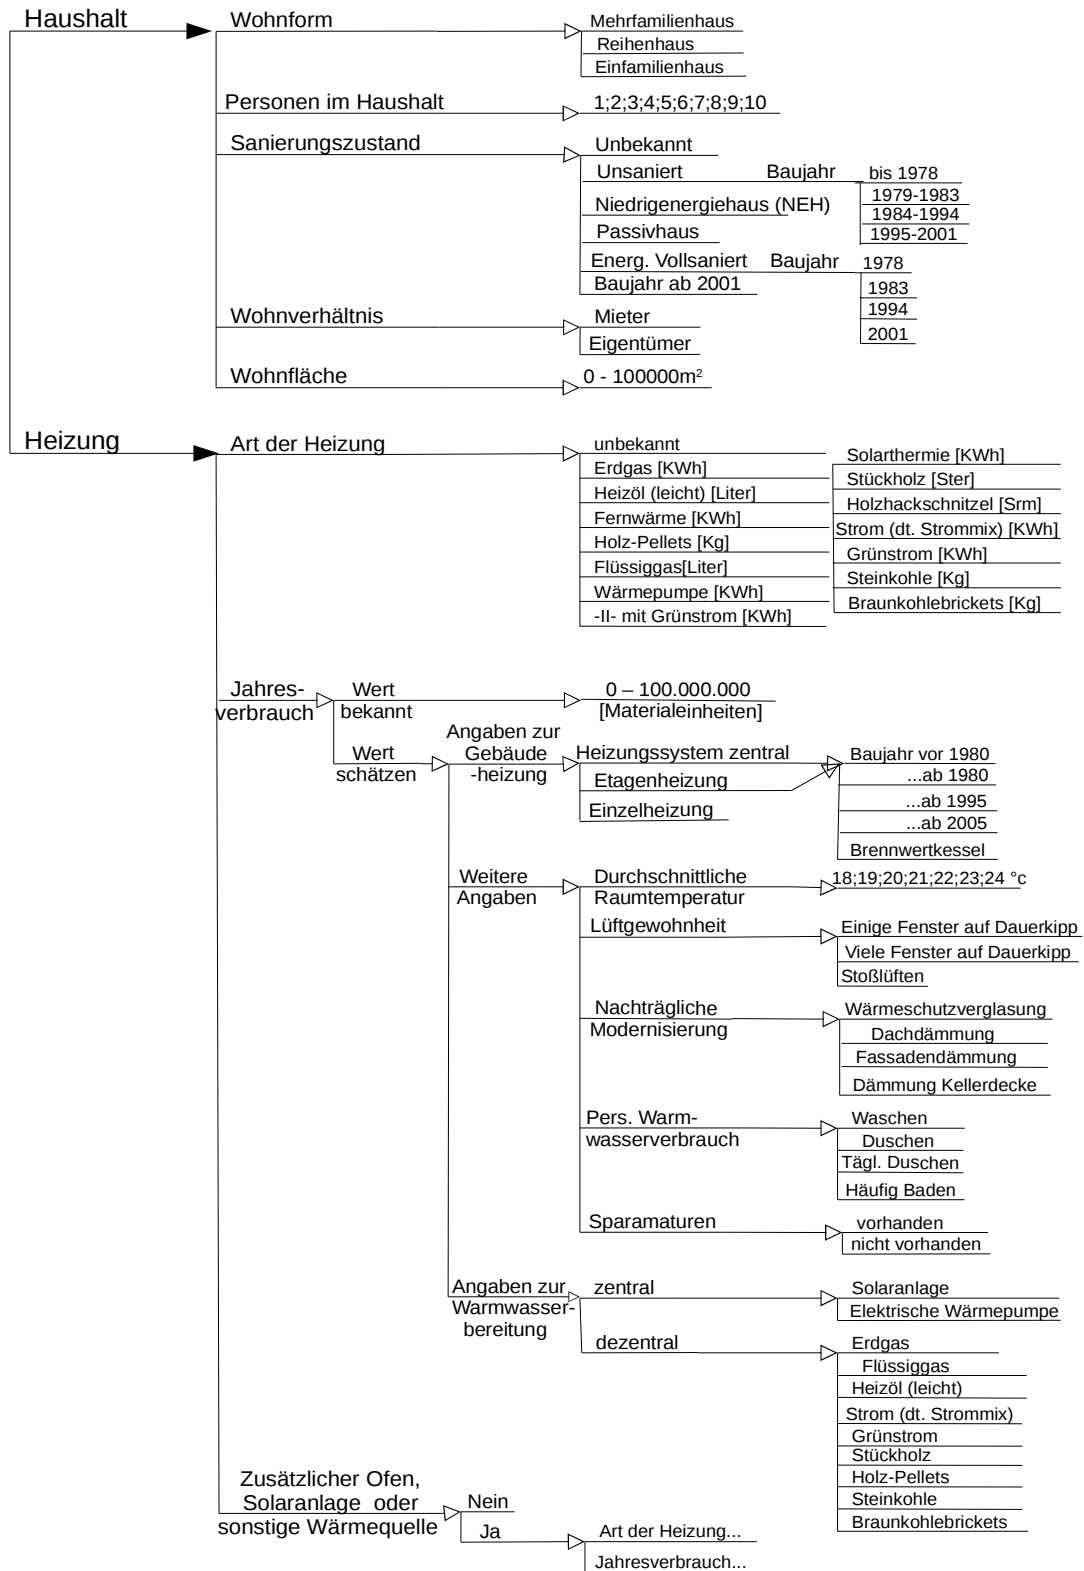 Haushalt
Wohnform
Mehrfamilienhaus
Reihenhaus
Einfamilienhaus
Personen im Haushalt
1;2;3;4;5;6;7;8;9;10
Sanierungszustand
Unbekannt
Unsaniert
Baujahr
bis 1978
1979-1983
1984-1994
1995-2001
Niedrigenergiehaus (NEH)
Passivhaus
Energ. Vollsaniert
Baujahr
1978
1983
1994
2001
Baujahr ab 2001
Wohnverhältnis
Mieter
Eigentümer
Wohnfläche
0 - 100000m²
Heizung
Art der Heizung
unbekannt
Erdgas [KWh]
Heizöl (leicht) [Liter]
Fernwärme [KWh]
Holz-Pellets [Kg]
Flüssiggas[Liter]
Wärmepumpe [KWh]
-II- mit Grünstrom [KWh]
Solarthermie [KWh]
Stückholz [Ster]
Holzhackschnitzel [Srm]
Strom (dt. Strommix) [KWh]
Grünstrom [KWh]
Steinkohle [Kg]
Braunkohlebrickets [Kg]
Jahres-
verbrauch
Wert
bekannt
0 – 100.000.000
[Materialeinheiten]
Wert
schätzen
Angaben zur
Gebäude
-heizung
Heizungssystem zentral
Etagenheizung
Einzelheizung
Baujahr vor 1980
...ab 1980
...ab 1995
...ab 2005
Brennwertkessel
Weitere
Angaben
Durchschnittliche
Raumtemperatur
18;19;20;21;22;23;24 °c
Lüftgewohnheit
Einige Fenster auf Dauerkipp
Viele Fenster auf Dauerkipp
Stoßlüften
Nachträgliche
Modernisierung
Wärmeschutzverglasung
Dachdämmung
Fassadendämmung
Dämmung Kellerdecke
Pers. Warm-
wasserverbrauch
Waschen
Duschen
Tägl. Duschen
Häufig Baden
Sparamaturen
vorhanden
nicht vorhanden
Angaben zur
Warmwasser-
bereitung
zentral
Solaranlage
Elektrische Wärmepumpe
dezentral
Erdgas
Flüssiggas
Heizöl (leicht)
Strom (dt. Strommix)
Grünstrom
Stückholz
Holz-Pellets
Steinkohle
Braunkohlebrickets
Zusätzlicher Ofen,
Solaranlage oder
sonstige Wärmequelle
Nein
Ja
Art der Heizung...
Jahresverbrauch...